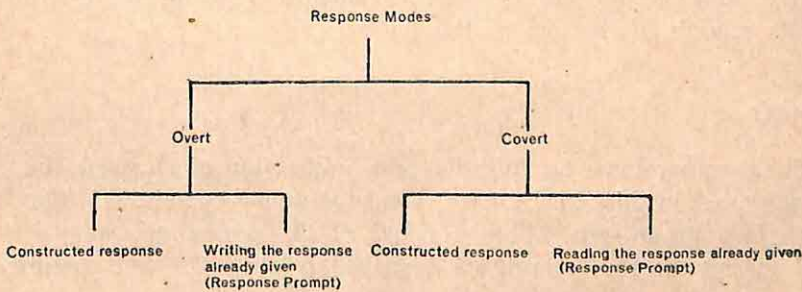 Response Modes
Overt
Covert
Constructed response
Writing the response
already given
(Response Prompt)
Constructed response
Reading the response already given
(Response Prompt)